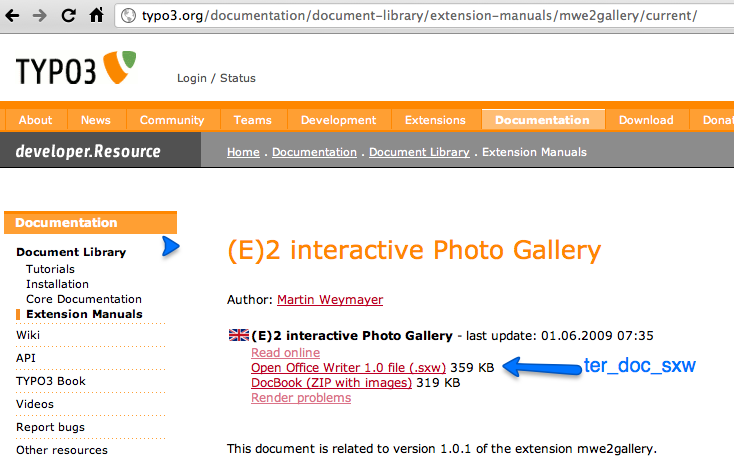 typo3.org/documentation/document-library/extension-manuals/mwe2gallery/current/
TYPO3
Login / Status
About News Community Teams Development Extensions Documentation Download Donat
developer.Resource
Home . Documentation . Document Library . Extension Manuals
Documentation
Document Library
Tutorials
Installation
Core Documentation
Extension Manuals
Wiki
API
TYPO3 Book
Videos
Report bugs
Other resources
(E)2 interactive Photo Gallery
Author: Martin Weymayer
(E)2 interactive Photo Gallery - last update: 01.06.2009 07:35
Read online
Open Office Writer 1.0 file (.sxw) 359 KB
ter_doc_sxw
DocBook (ZIP with images) 319 KB
Render problems
This document is related to version 1.0.1 of the extension mwe2gallery.